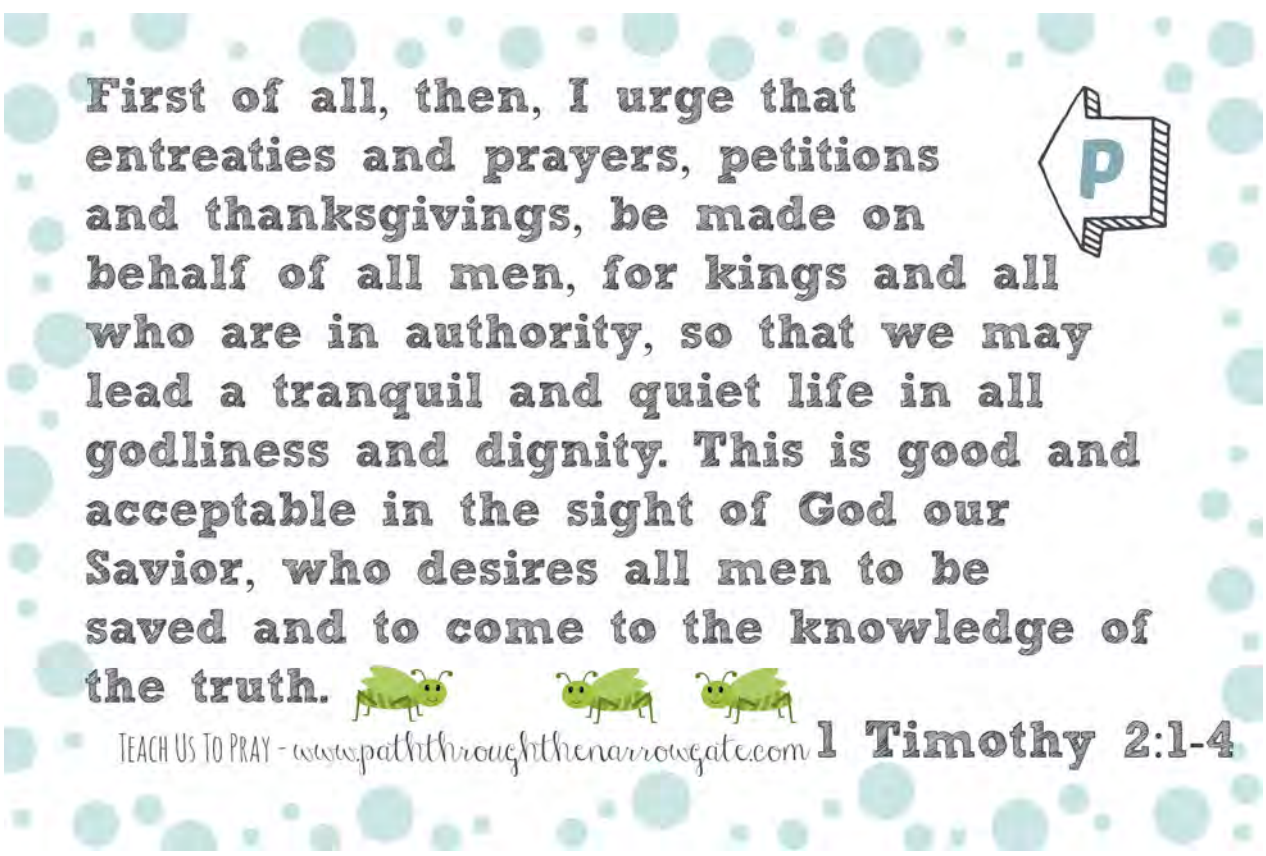 First of all, then, I urge that
entreaties and prayers, petitions
and thanksgivings, be made on
behalf of all men, for kings and all
who are in authority, so that we may
lead a tranquil and quiet life in all
godliness and dignity. This is good and
acceptable in the sight of God our
Savior, who desires all men to be
saved and to come to the knowledge of
the truth.
P
TEACH US TO PRAY - www.paththroughthenarrowgate.com 1 Timothy 2:1-4